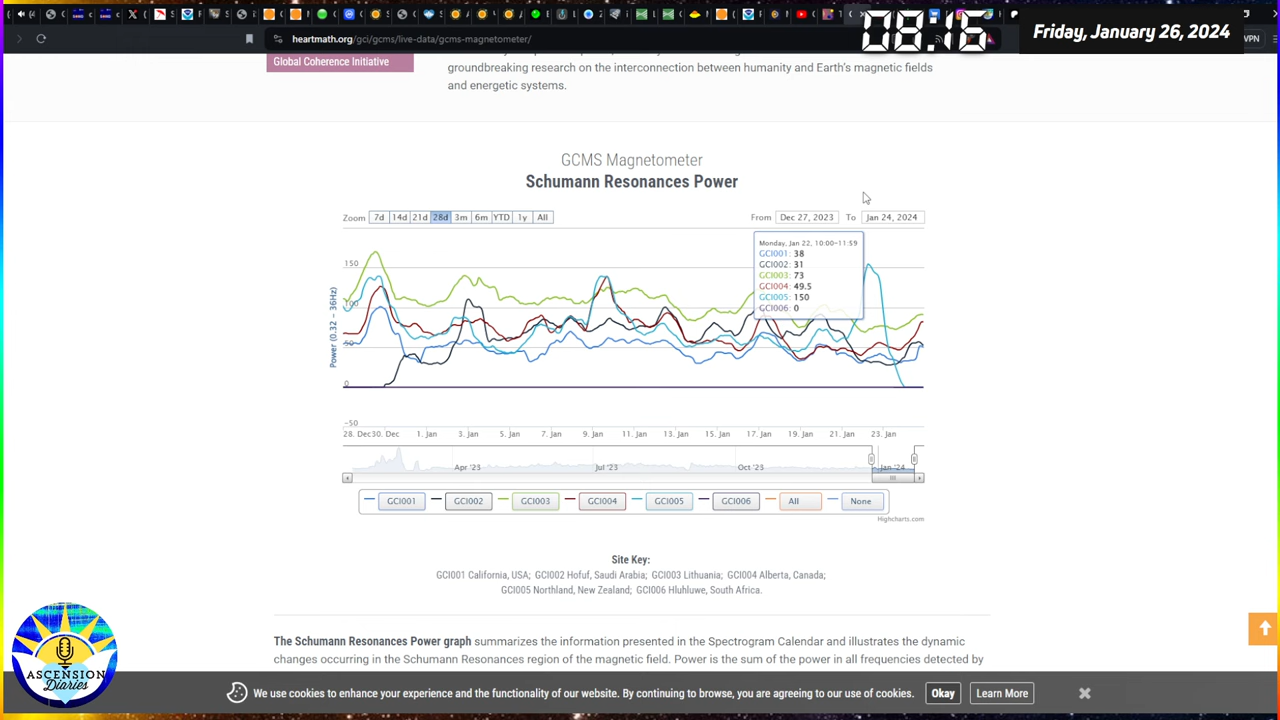 08:16
Friday, January 26, 2024
heartmath.org/gci/gcms/live-data/gcms-magnetometer/
VPN
Global Coherence Initiative
groundbreaking research on the interconnection between humanity and Earth's magnetic fields
and energetic systems.
GCMS Magnetometer
Schumann Resonances Power
Zoom 7d 14d 21d 28d 3m 6m YTD 1y All
From Dec 27, 2023 To Jan 24, 2024
Monday, Jan 22, 10:00-11:59
GCI001: 38
GCI002: 31
GCI003: 73
GCI004: 49.5
GCI005: 150
GCI006: 0
Power (0.32 - 36Hz)
150
100
50
0
-50
28. Dec 30. Dec 1. Jan 3. Jan 5. Jan 7. Jan 9. Jan 11. Jan 13. Jan 15. Jan 17. Jan 19. Jan 21. Jan 23. Jan
Apr '23 Jul '23 Oct '23 Jan '24
GCI001 GCI002 GCI003 GCI004 GCI005 GCI006 All None
Highcharts.com
Site Key:
GCI001 California, USA; GCI002 Hofuf, Saudi Arabia; GCI003 Lithuania; GCI004 Alberta, Canada;
GCI005 Northland, New Zealand; GCI006 Hluhluwe, South Africa.
The Schumann Resonances Power graph summarizes the information presented in the Spectrogram Calendar and illustrates the dynamic
changes occurring in the Schumann Resonances region of the magnetic field. Power is the sum of the power in all frequencies detected by
ASCENSION
DIARIES
We use cookies to enhance your experience and the functionality of our website. By continuing to browse, you are agreeing to our use of cookies.
Okay
Learn More